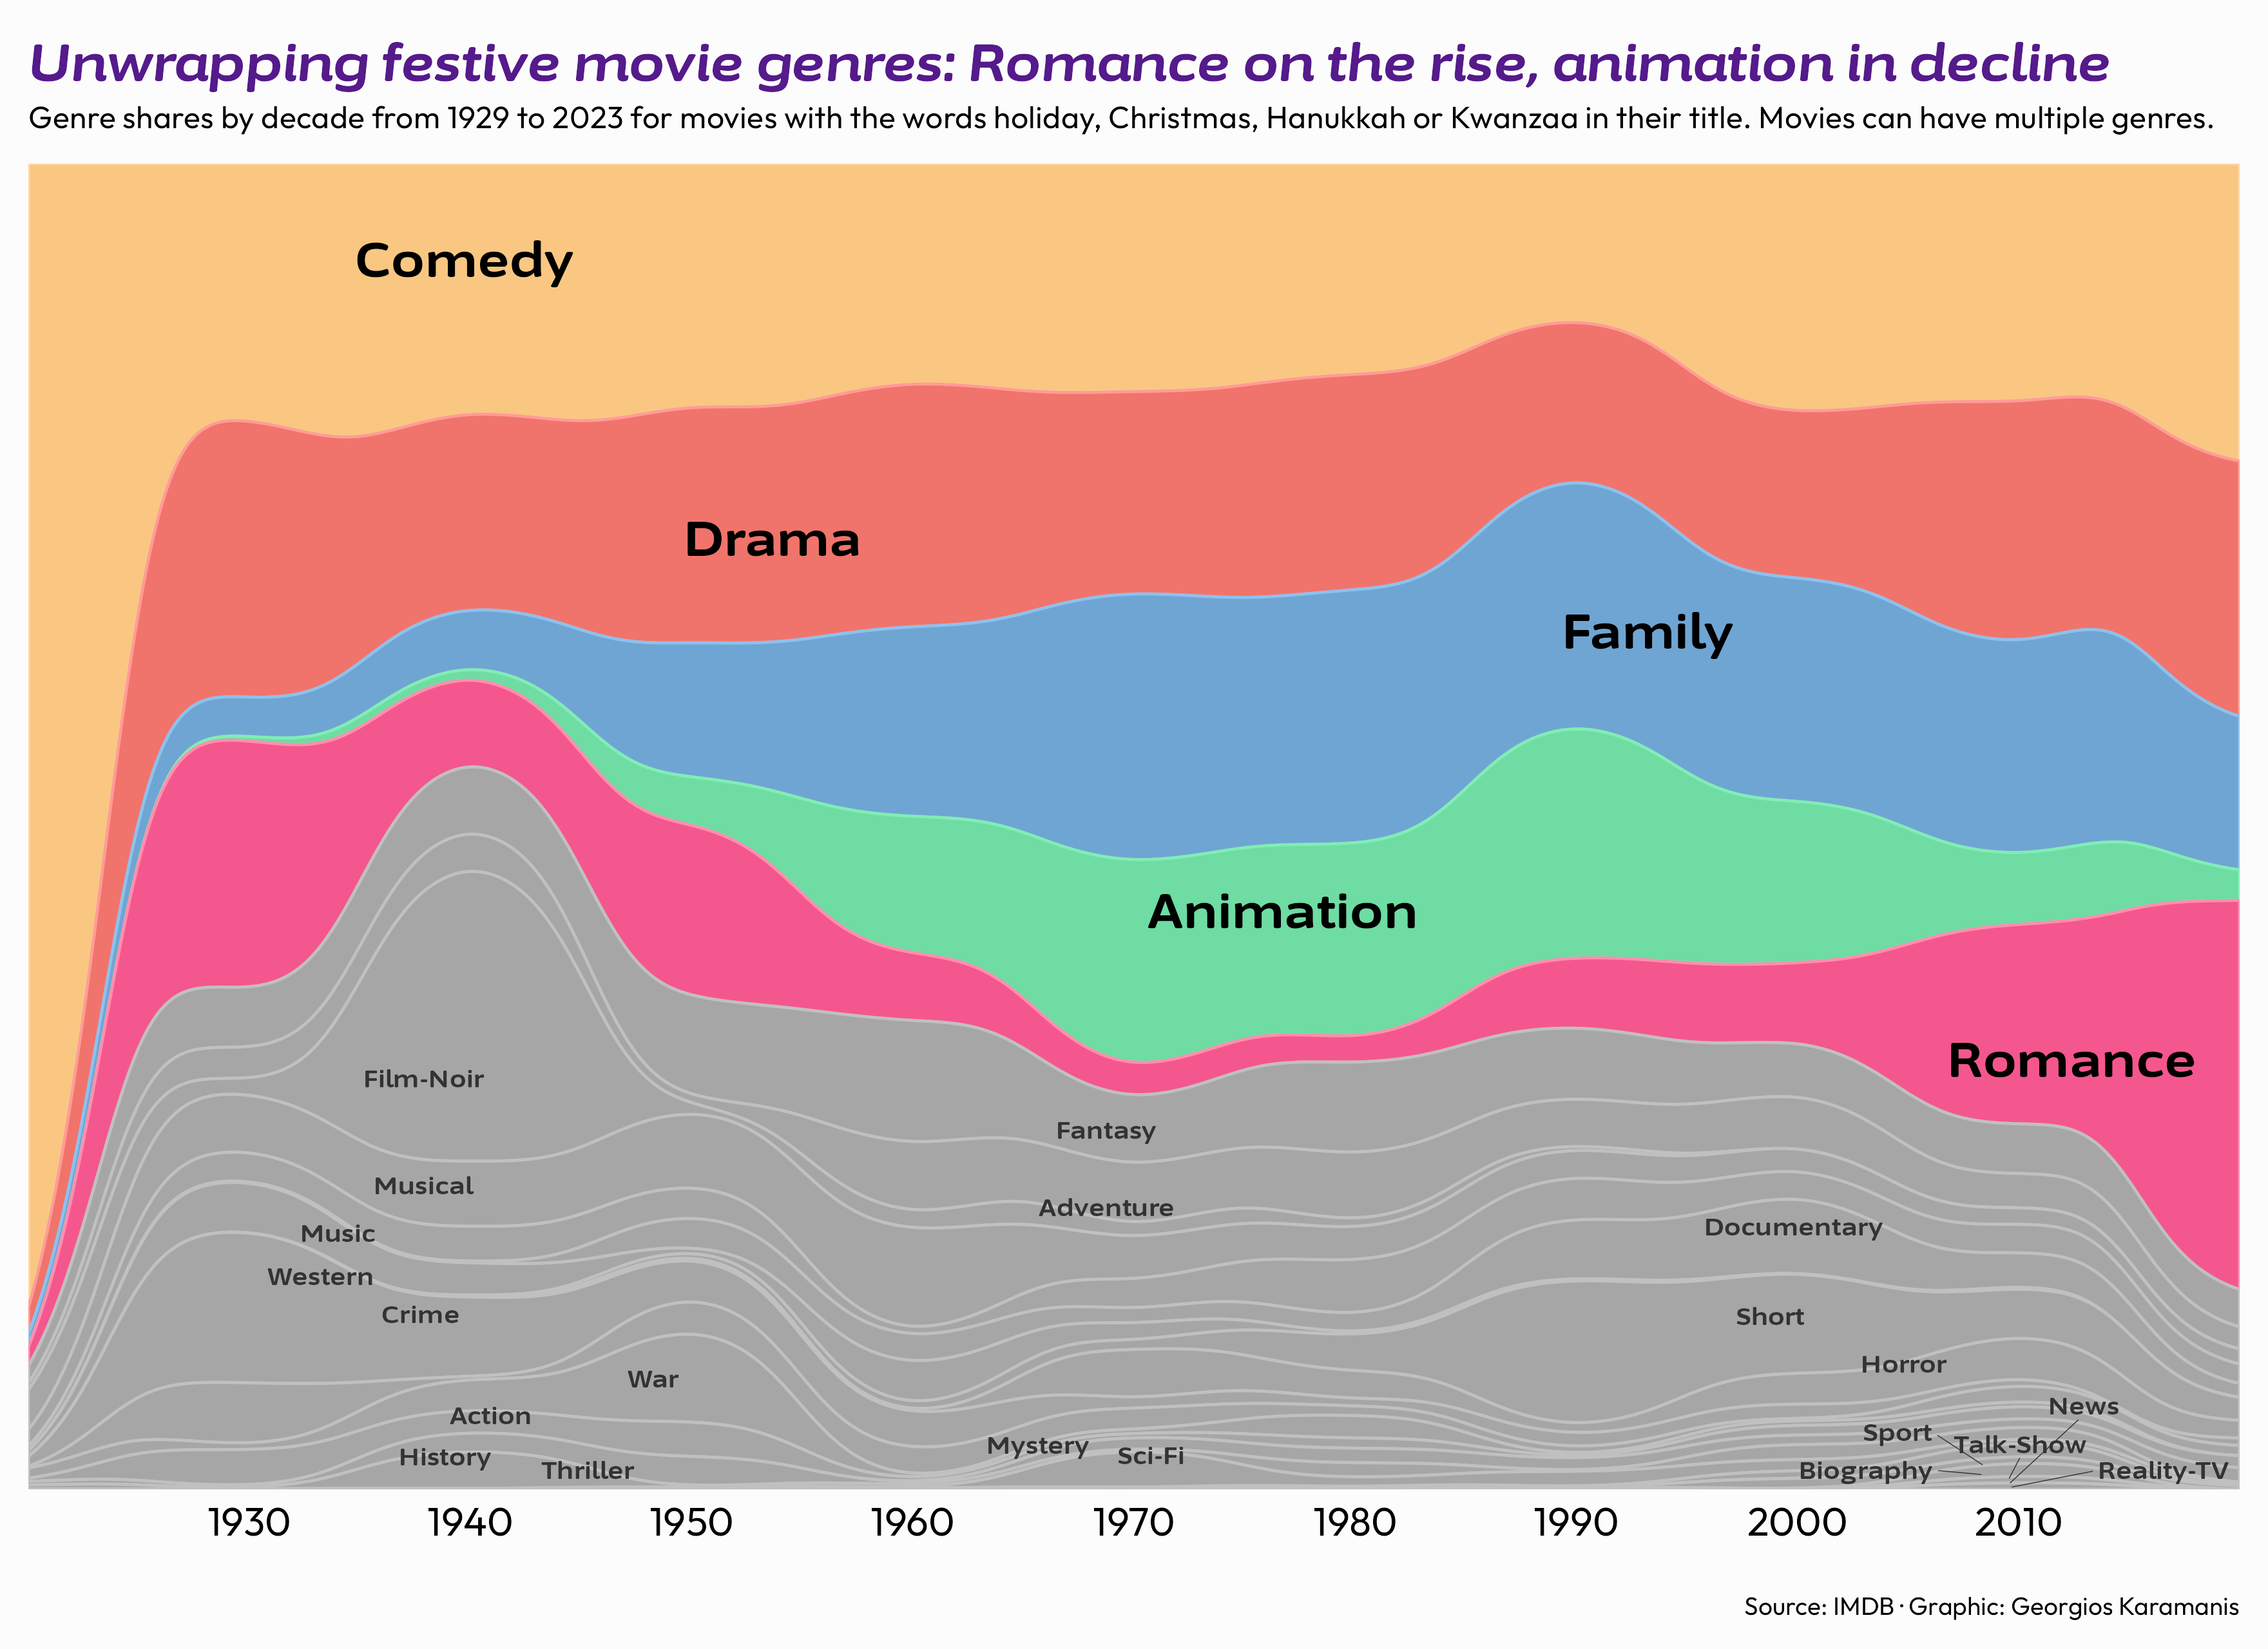 Unwrapping festive movie genres: Romance on the rise, animation in decline
Genre shares by decade from 1929 to 2023 for movies with the words holiday, Christmas, Hanukkah or Kwanzaa in their title. Movies can have multiple genres.
Comedy
Drama
Family
Animation
Romance
Film-Noir
Fantasy
Musical
Adventure
Music
Documentary
Western
Crime
Short
Horror
War
News
Action
Sport
Mystery
Talk-Show
History
Sci-Fi
Thriller
Biography
Reality-TV
1930 1940 1950 1960 1970 1980 1990 2000 2010
Source: IMDB · Graphic: Georgios Karamanis